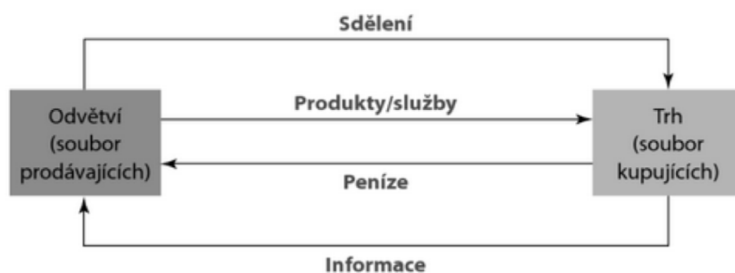 Sdělení
Odvětví
(soubor
prodávajících)
Produkty/služby
Peníze
Trh
(soubor
kupujících)
Informace